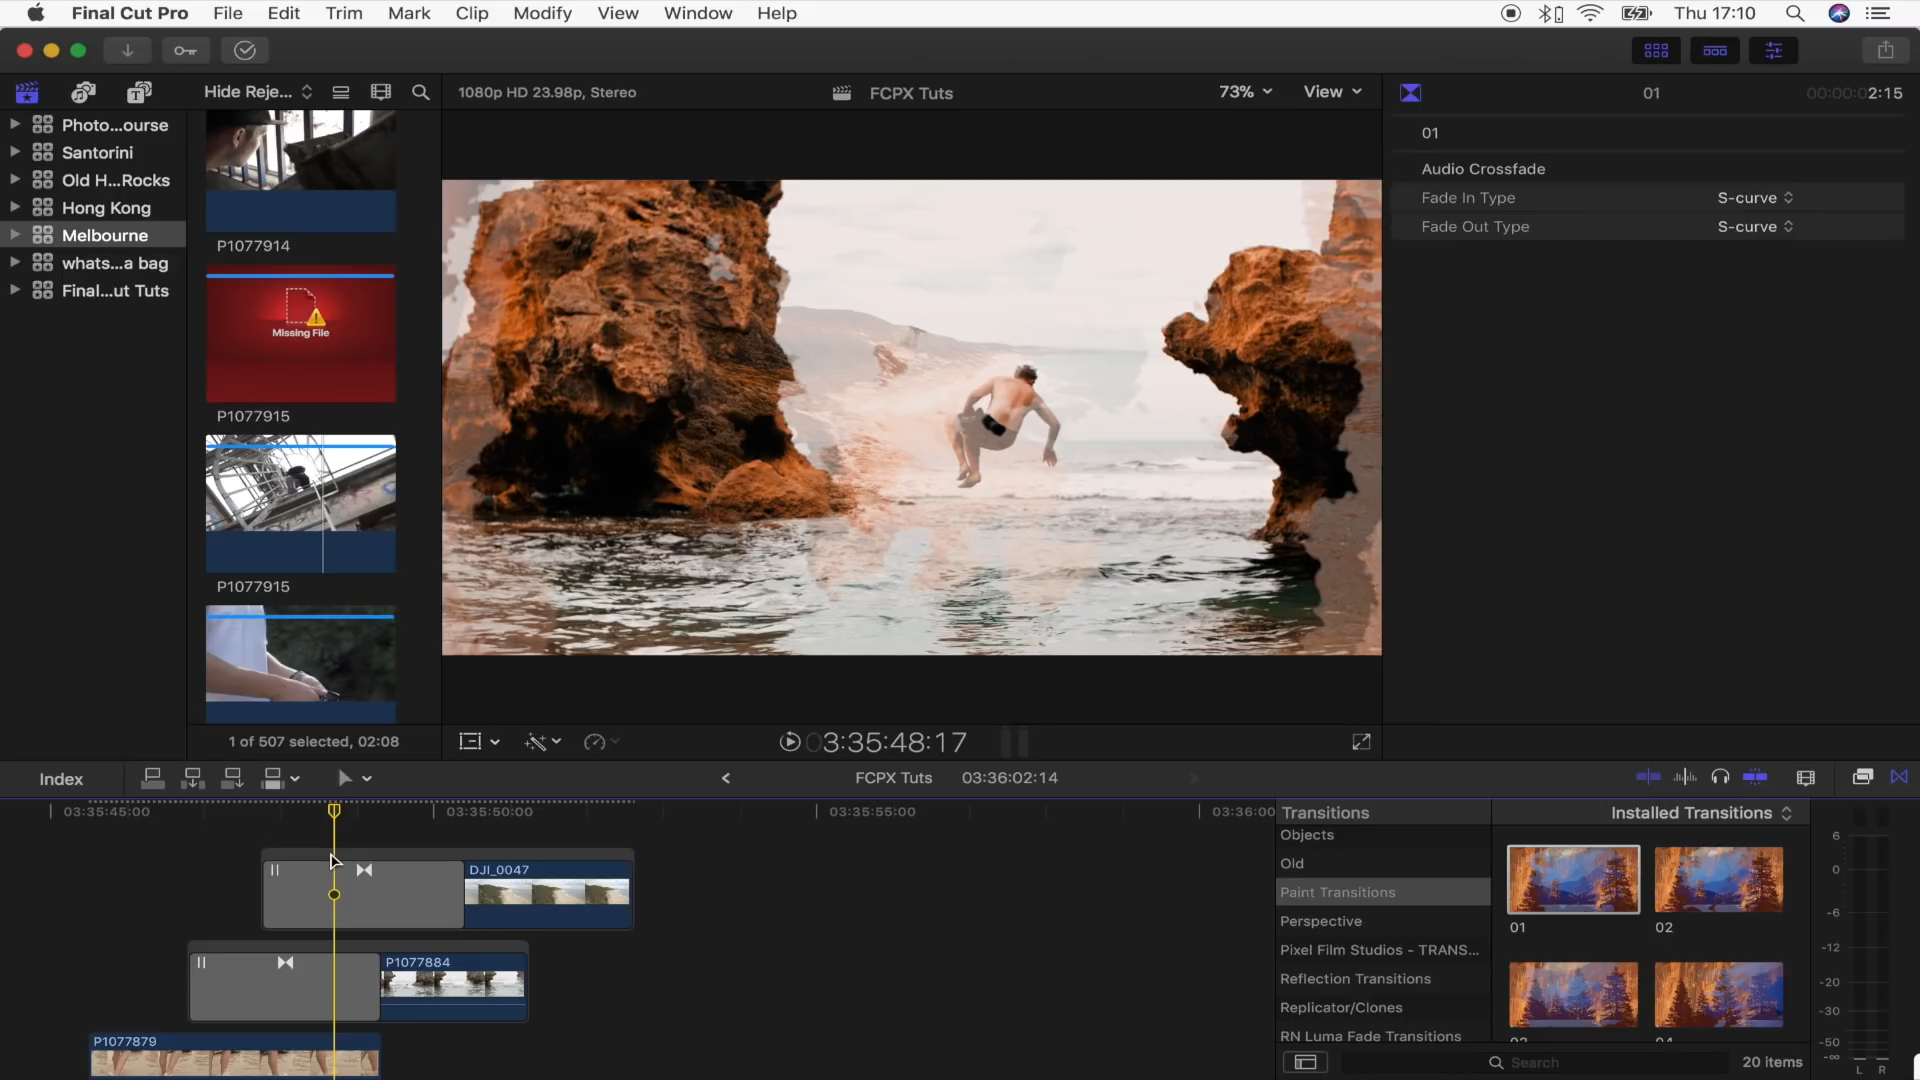 Final Cut Pro File Edit Trim Mark Clip Modify View Window Help Thu 17:10
Hide Reje... 1080p HD 23.98p, Stereo FCPX Tuts 73% View 01 00:00:02:15
Photo...ourse
Santorini
Old H...Rocks
Hong Kong
Melbourne
whats...a bag
Final...ut Tuts
P1077914
Missing File
P1077915
P1077915
1 of 507 selected, 02:08
01
Audio Crossfade
Fade In Type S-curve
Fade Out Type S-curve
03:35:48:17
Index FCPX Tuts 03:36:02:14
03:35:45:00 03:35:50:00 03:35:55:00 03:36:00
DJI_0047
P1077884
P1077879
Transitions Installed Transitions
Objects
Old
Paint Transitions
Perspective
Pixel Film Studios - TRANS...
Reflection Transitions
Replicator/Clones
RN Luma Fade Transitions
01 02
Search 20 items
6
0
-6
-12
-20
-30
-50
-∞
L R